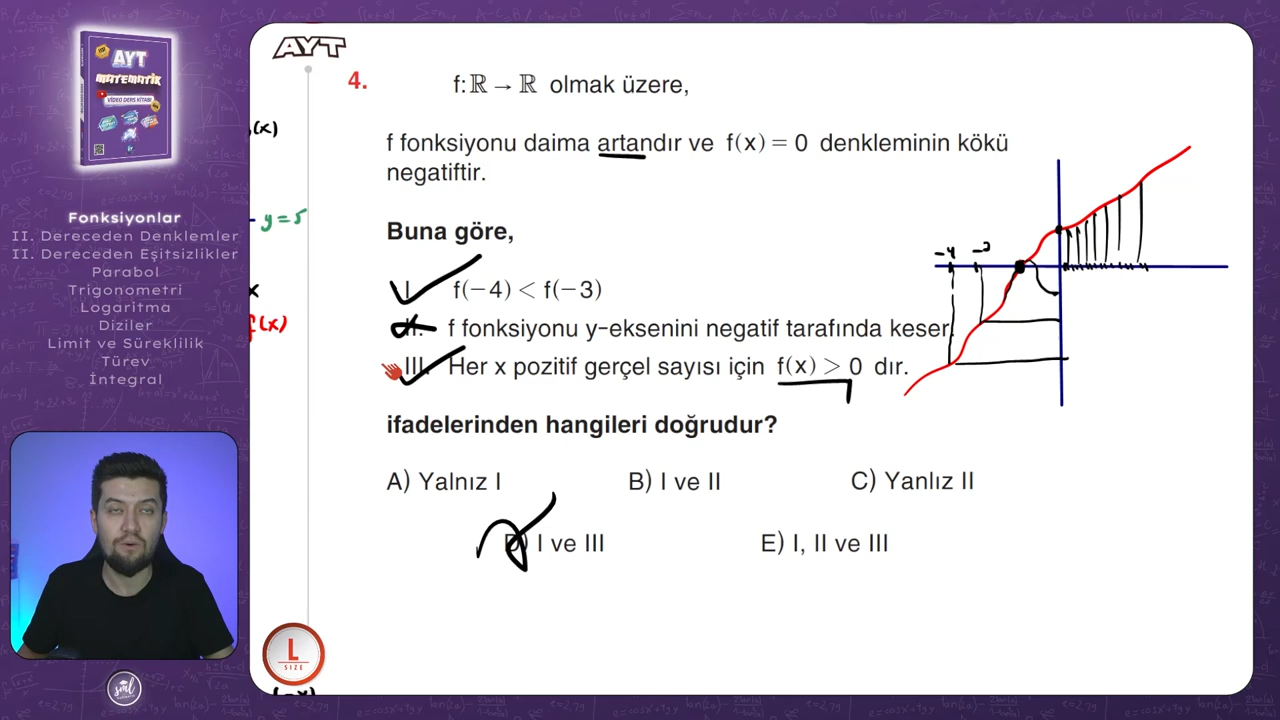 AYT
MATEMATİK
VİDEO DERS KİTABI
(x)
y=5
x
f(x)
Fonksiyonlar
II. Dereceden Denklemler
II. Dereceden Eşitsizlikler
Parabol
Trigonometri
Logaritma
Diziler
Limit ve Süreklilik
Türev
İntegral
sml
AYT
4. f: ℝ → ℝ olmak üzere,
f fonksiyonu daima artandır ve f(x) = 0 denkleminin kökü
negatiftir.
Buna göre,
I. f(−4) < f(−3)
II. f fonksiyonu y-eksenini negatif tarafında keser.
III. Her x pozitif gerçel sayısı için f(x) > 0 dır.
ifadelerinden hangileri doğrudur?
A) Yalnız I B) I ve II C) Yanlız II
D) I ve III E) I, II ve III
-4 -3
L
SIZE